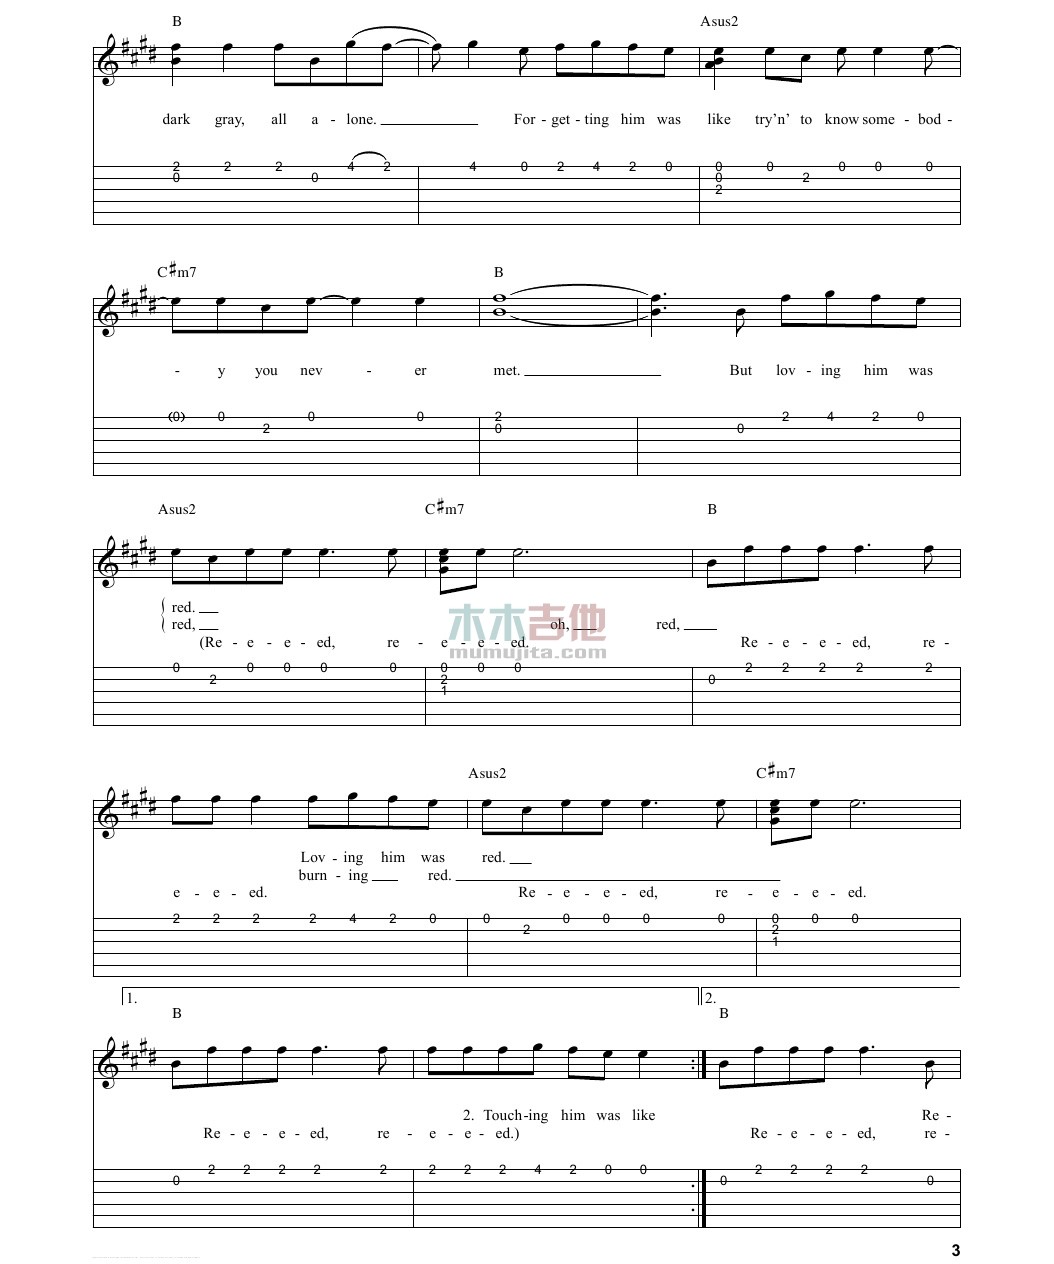 B Asus2
dark gray, all a - lone. For - get - ting him was like try'n' to know some - bod -
2 2 2 4 2 4 0 2 4 2 0 0 0 0 0 0
0 0 0 2
2
C#m7 B
- y you nev - er met. But lov - ing him was
(0) 0 0 0 2 2 4 2 0
2 0 0
Asus2 C#m7 B
red.
red, oh, red,
(Re - e - e - ed, re - e - e - ed. Re - e - e - ed, re -
木木吉他
mumujita.com
0 0 0 0 0 0 0 0 2 2 2 2 2
2 2 0
1
Asus2 C#m7
Lov - ing him was red.
burn - ing red.
e - e - ed. Re - e - e - ed, re - e - e - ed.
2 2 2 2 4 2 0 0 0 0 0 0 0 0 0
2 2
1
1. 2.
B B
2. Touch-ing him was like Re -
Re - e - e - ed, re - e - e - ed.) Re - e - e - ed, re -
2 2 2 2 2 2 2 2 4 2 0 0 2 2 2 2
0 0 0
3